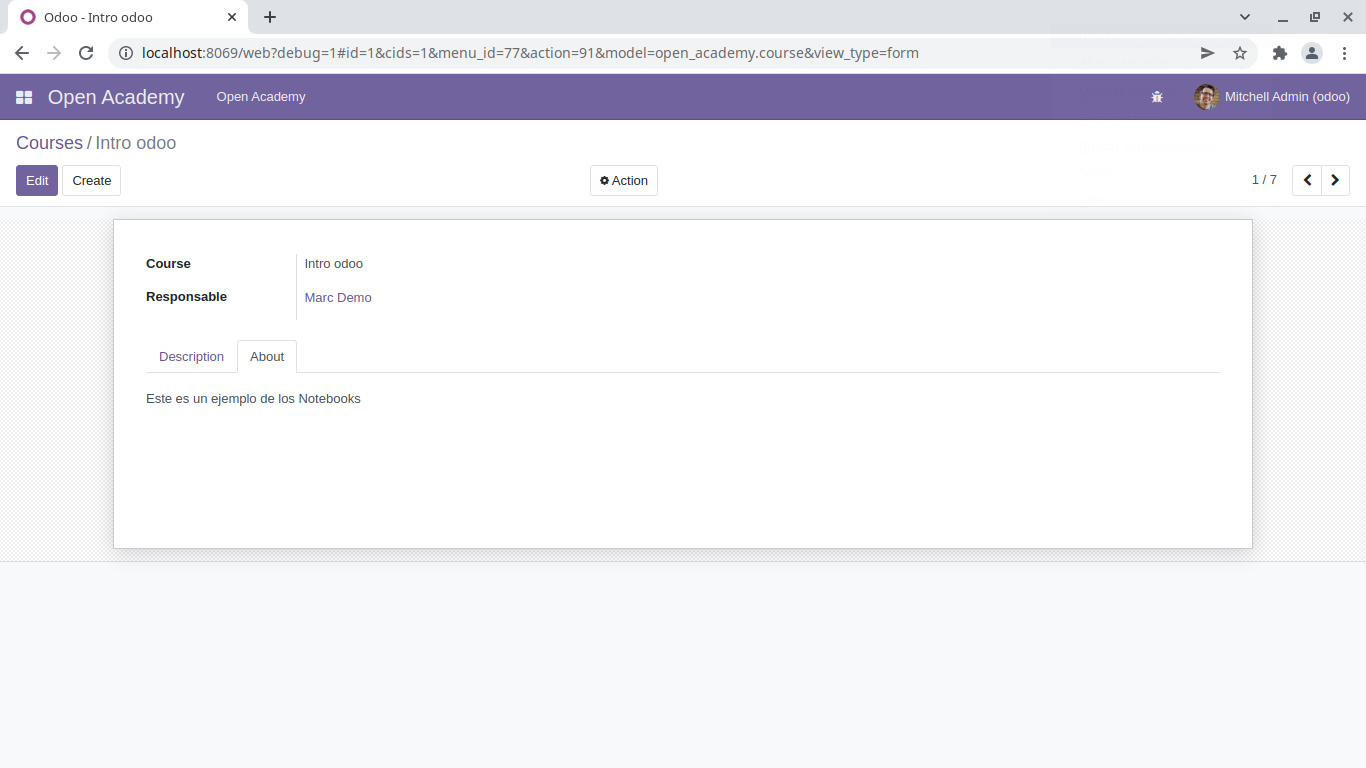 Odoo - Intro odoo
localhost:8069/web?debug=1#id=1&cids=1&menu_id=77&action=91&model=open_academy.course&view_type=form
Open Academy Open Academy Mitchell Admin (odoo)
Courses / Intro odoo
Edit Create Action 1 / 7
Course Intro odoo
Responsable Marc Demo
Description About
Este es un ejemplo de los Notebooks